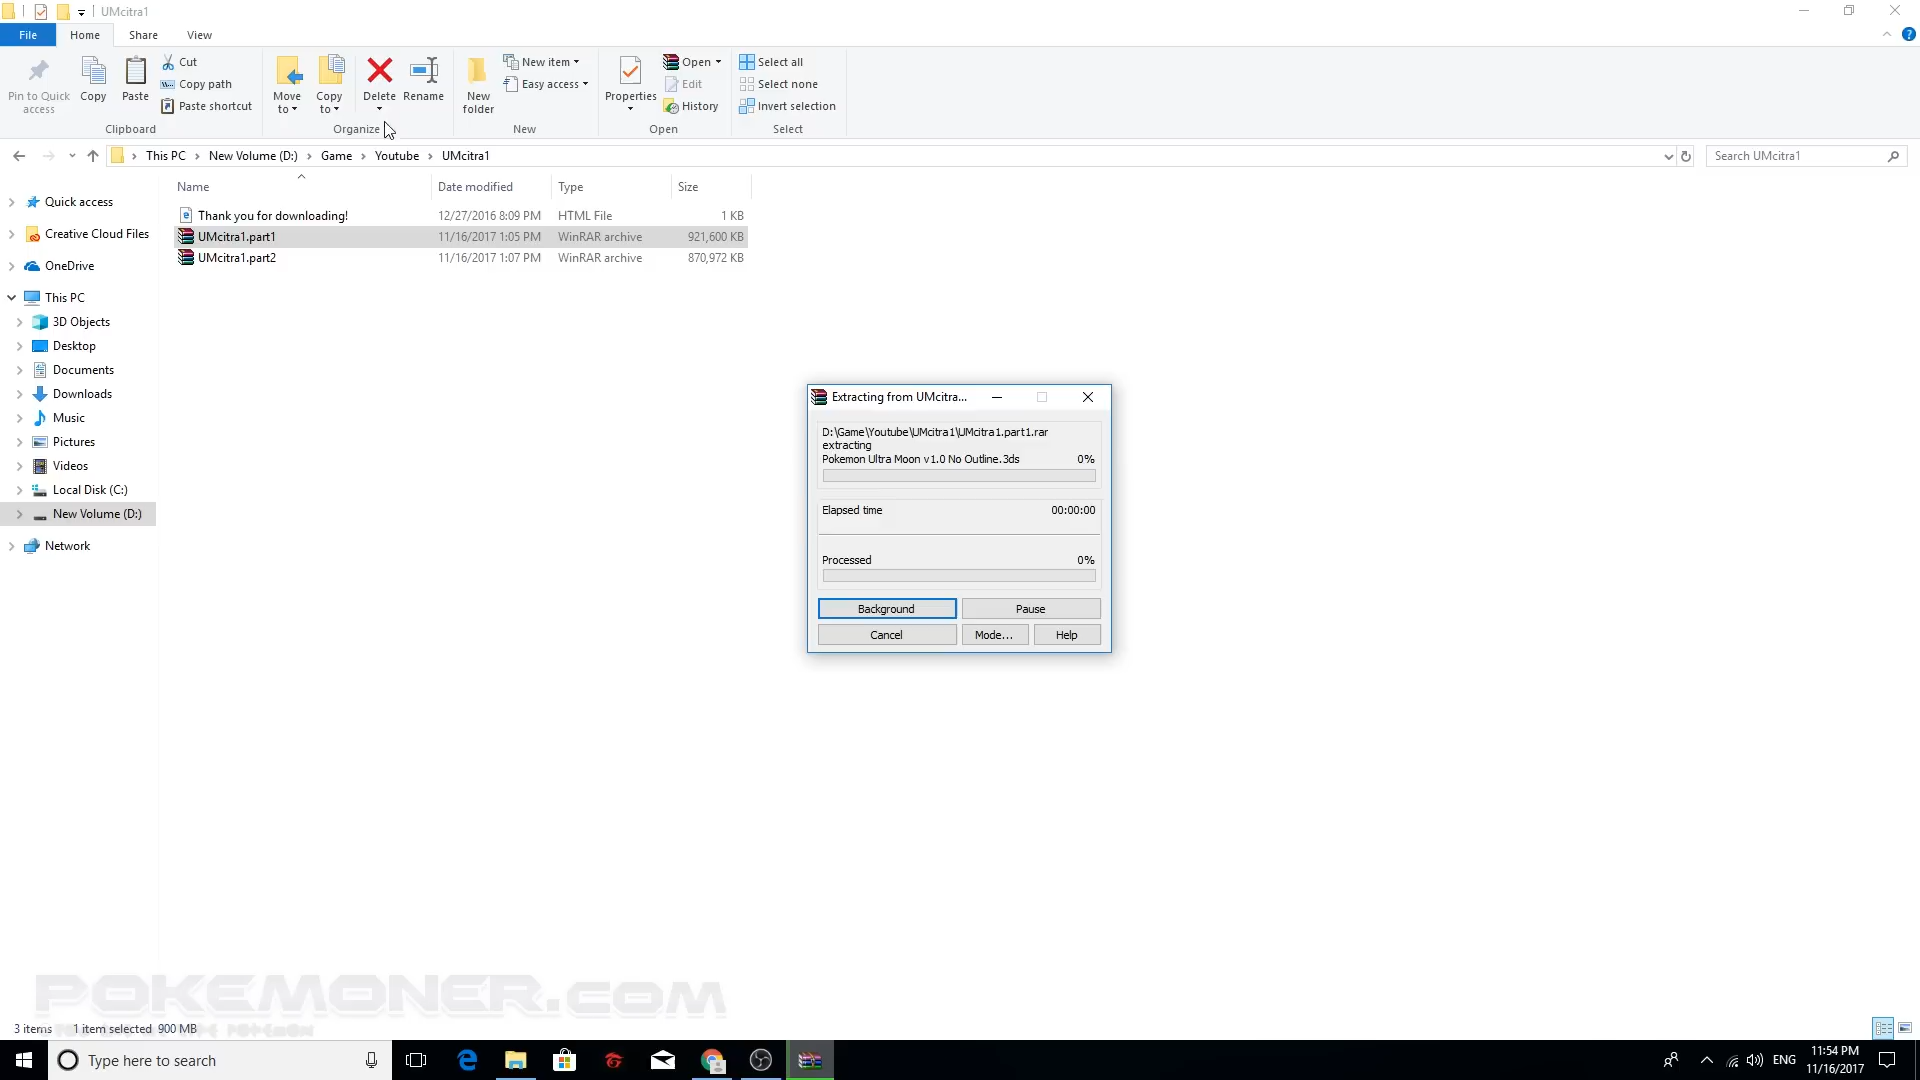 UMcitra1
File Home Share View
Pin to Quick access
Copy
Paste
Cut
Copy path
Paste shortcut
Clipboard
Move to
Copy to
Delete
Rename
Organize
New folder
New item
Easy access
New
Properties
Open
Edit
History
Open
Select all
Select none
Invert selection
Select
This PC New Volume (D:) Game Youtube UMcitra1
Search UMcitra1
Name Date modified Type Size
Thank you for downloading! 12/27/2016 8:09 PM HTML File 1 KB
UMcitra1.part1 11/16/2017 1:05 PM WinRAR archive 921,600 KB
UMcitra1.part2 11/16/2017 1:07 PM WinRAR archive 870,972 KB
Quick access
Creative Cloud Files
OneDrive
This PC
3D Objects
Desktop
Documents
Downloads
Music
Pictures
Videos
Local Disk (C:)
New Volume (D:)
Network
Extracting from UMcitra...
D:\Game\Youtube\UMcitra1\UMcitra1.part1.rar
extracting
Pokemon Ultra Moon v1.0 No Outline.3ds 0%
Elapsed time 00:00:00
Processed 0%
Background Pause
Cancel Mode... Help
POKEMONER.COM
3 items 1 item selected 900 MB
Type here to search
ENG
11:54 PM
11/16/2017